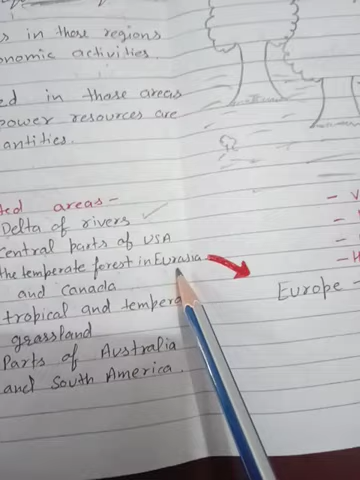 s in those regions
onomic activities.
ed in those areas
power resources are
antities.
ted areas-
Delta of rivers
central parts of USA
the temperate forest in Eurasia
and Canada
tropical and tempera
grassland
Parts of Australia
and South America.
- V
-
-
- H
Europe -